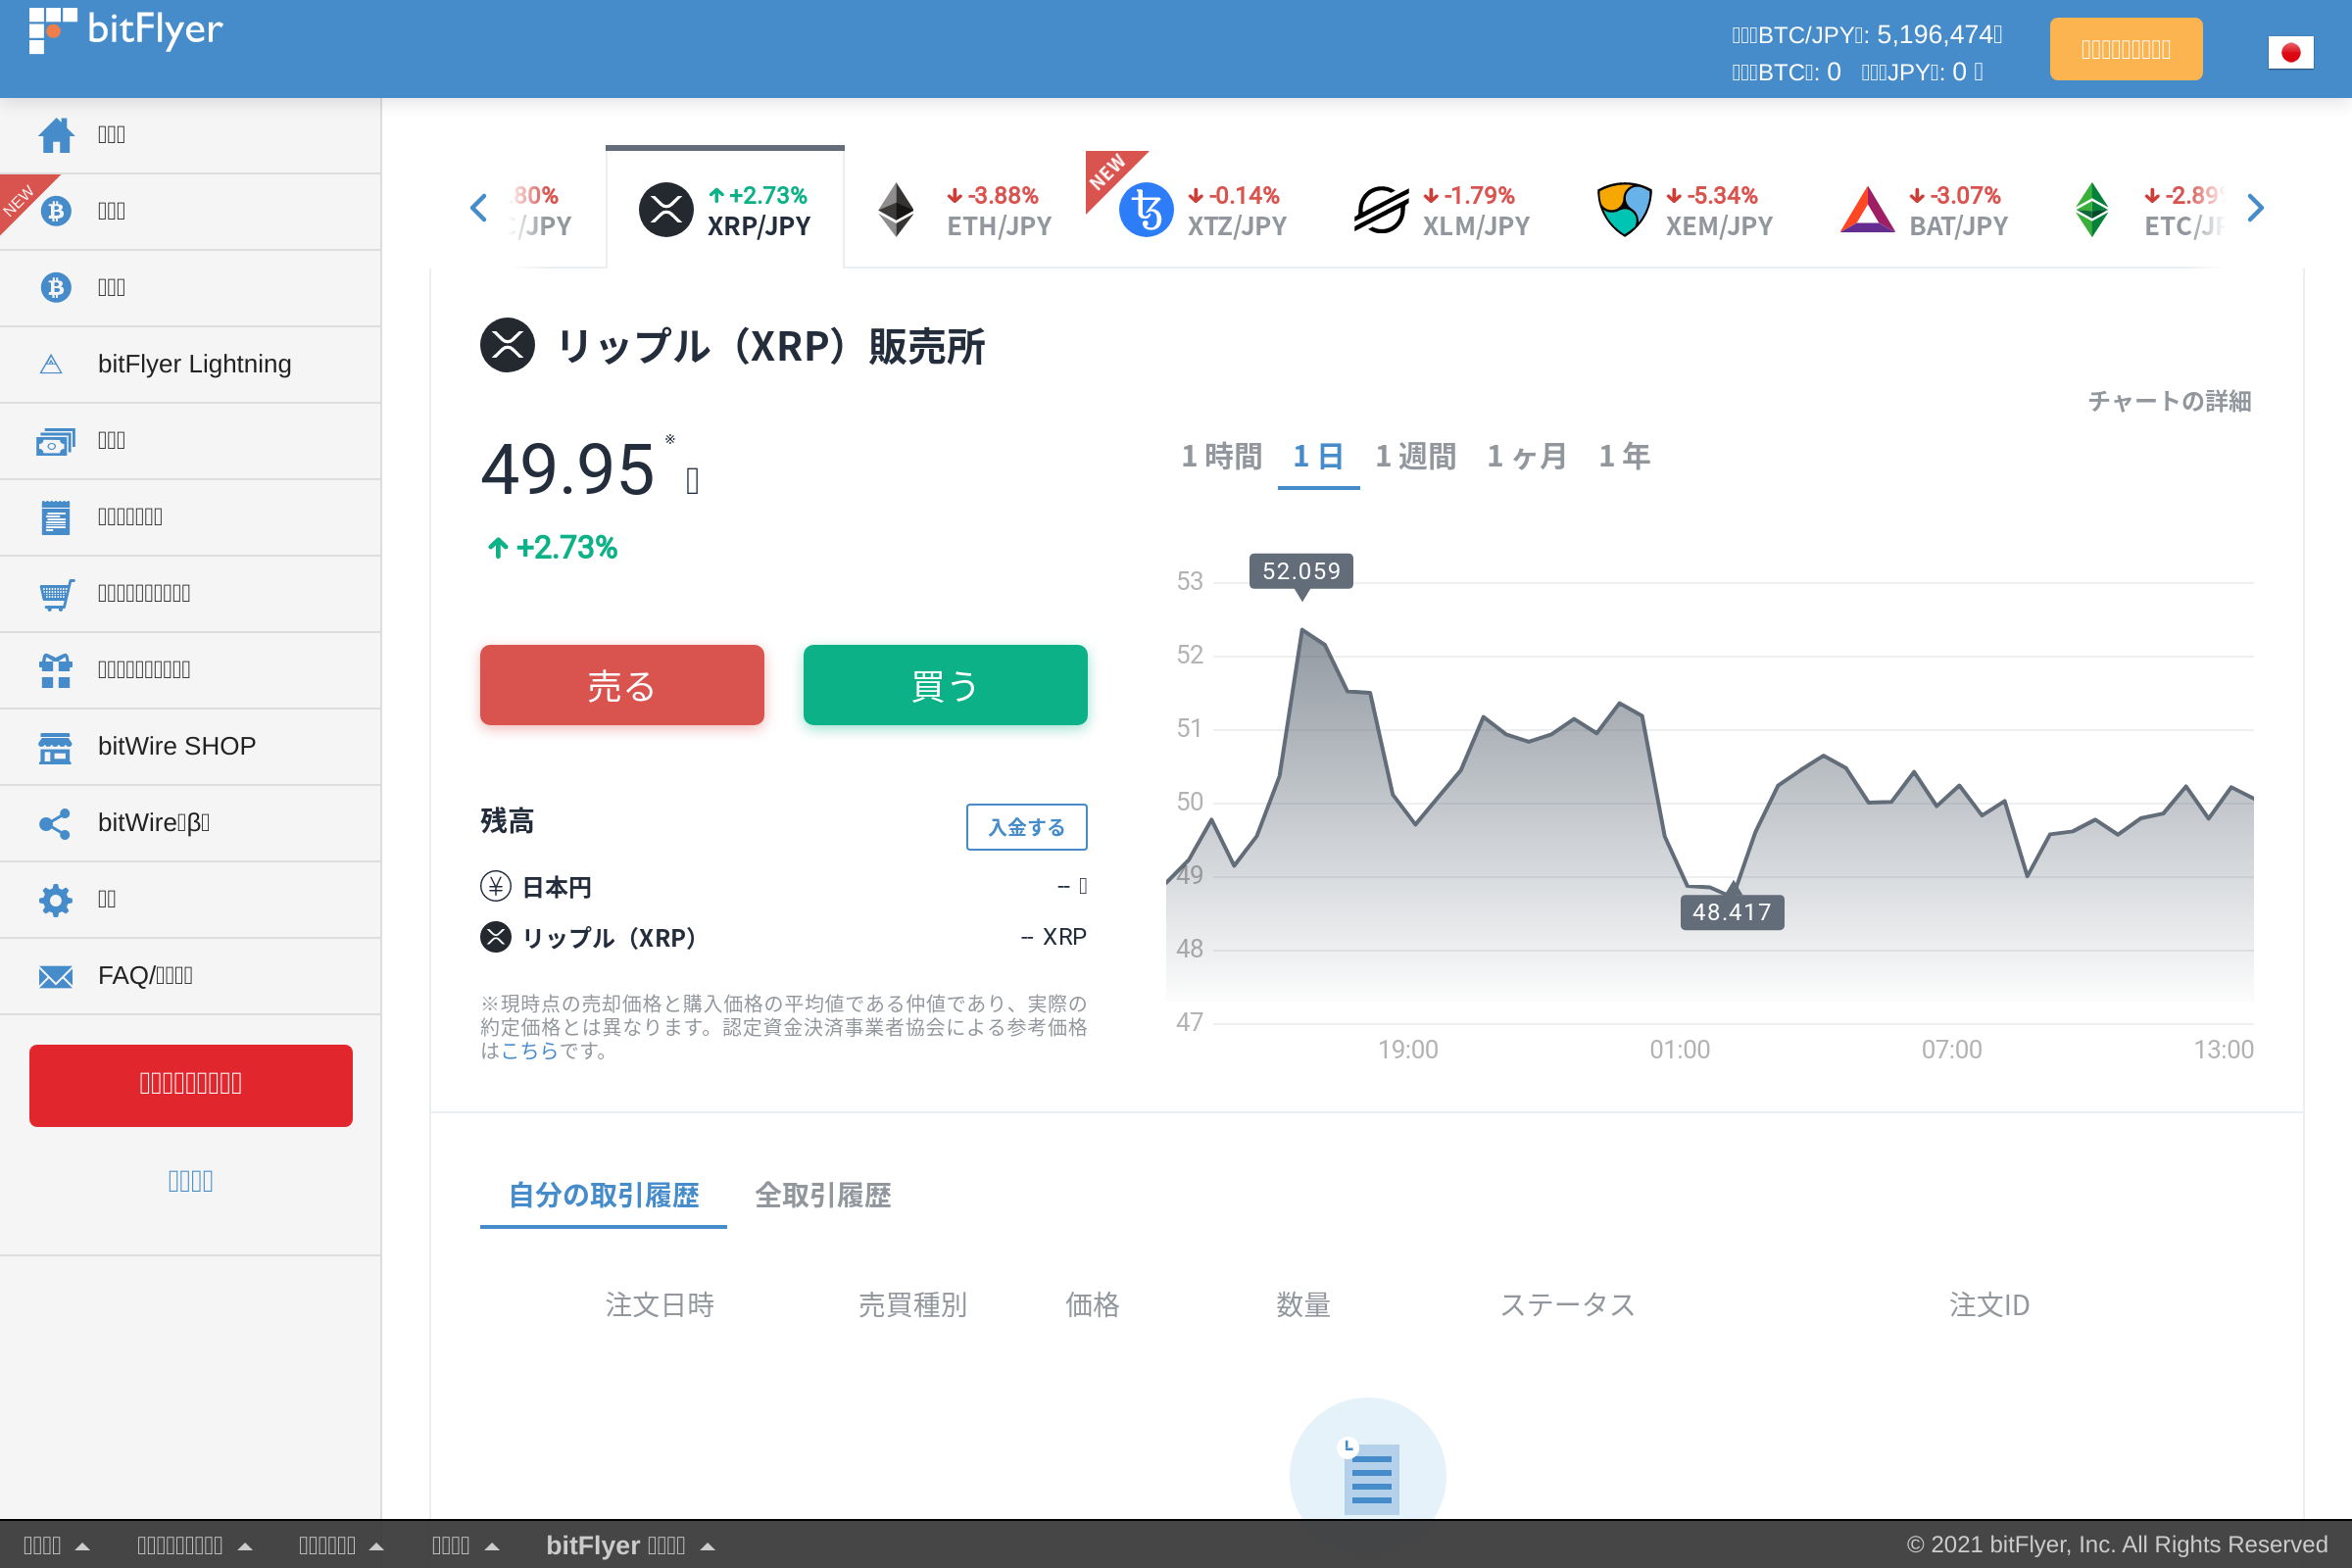 bitFlyer
BTC/JPY: 5,196,474
BTC: 0 JPY: 0
NEW
bitFlyer Lightning
bitWire SHOP
bitWire β
FAQ/
.80%
/JPY
+2.73%
XRP/JPY
-3.88%
ETH/JPY
NEW
-0.14%
XTZ/JPY
-1.79%
XLM/JPY
-5.34%
XEM/JPY
-3.07%
BAT/JPY
-2.89
ETC/J
リップル（XRP）販売所
チャートの詳細
49.95 ※
+2.73%
1 時間 1 日 1 週間 1 ヶ月 1 年
売る 買う
残高 入金する
日本円 --
リップル（XRP） -- XRP
※現時点の売却価格と購入価格の平均値である仲値であり、実際の
約定価格とは異なります。認定資金決済事業者協会による参考価格
はこちらです。
52.059
53
52
51
50
49
48.417
48
47
19:00 01:00 07:00 13:00
自分の取引履歴 全取引履歴
注文日時 売買種別 価格 数量 ステータス 注文ID
bitFlyer
© 2021 bitFlyer, Inc. All Rights Reserved